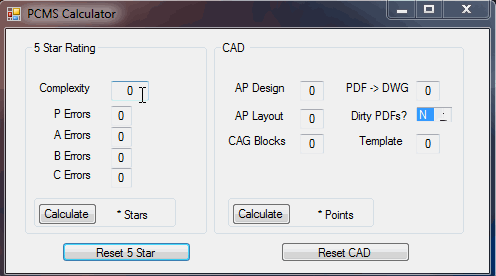 PCMS Calculator
5 Star Rating
Complexity 0
P Errors 0
A Errors 0
B Errors 0
C Errors 0
Calculate * Stars
Reset 5 Star
CAD
AP Design 0 PDF -> DWG 0
AP Layout 0 Dirty PDFs? N
CAG Blocks 0 Template 0
Calculate * Points
Reset CAD